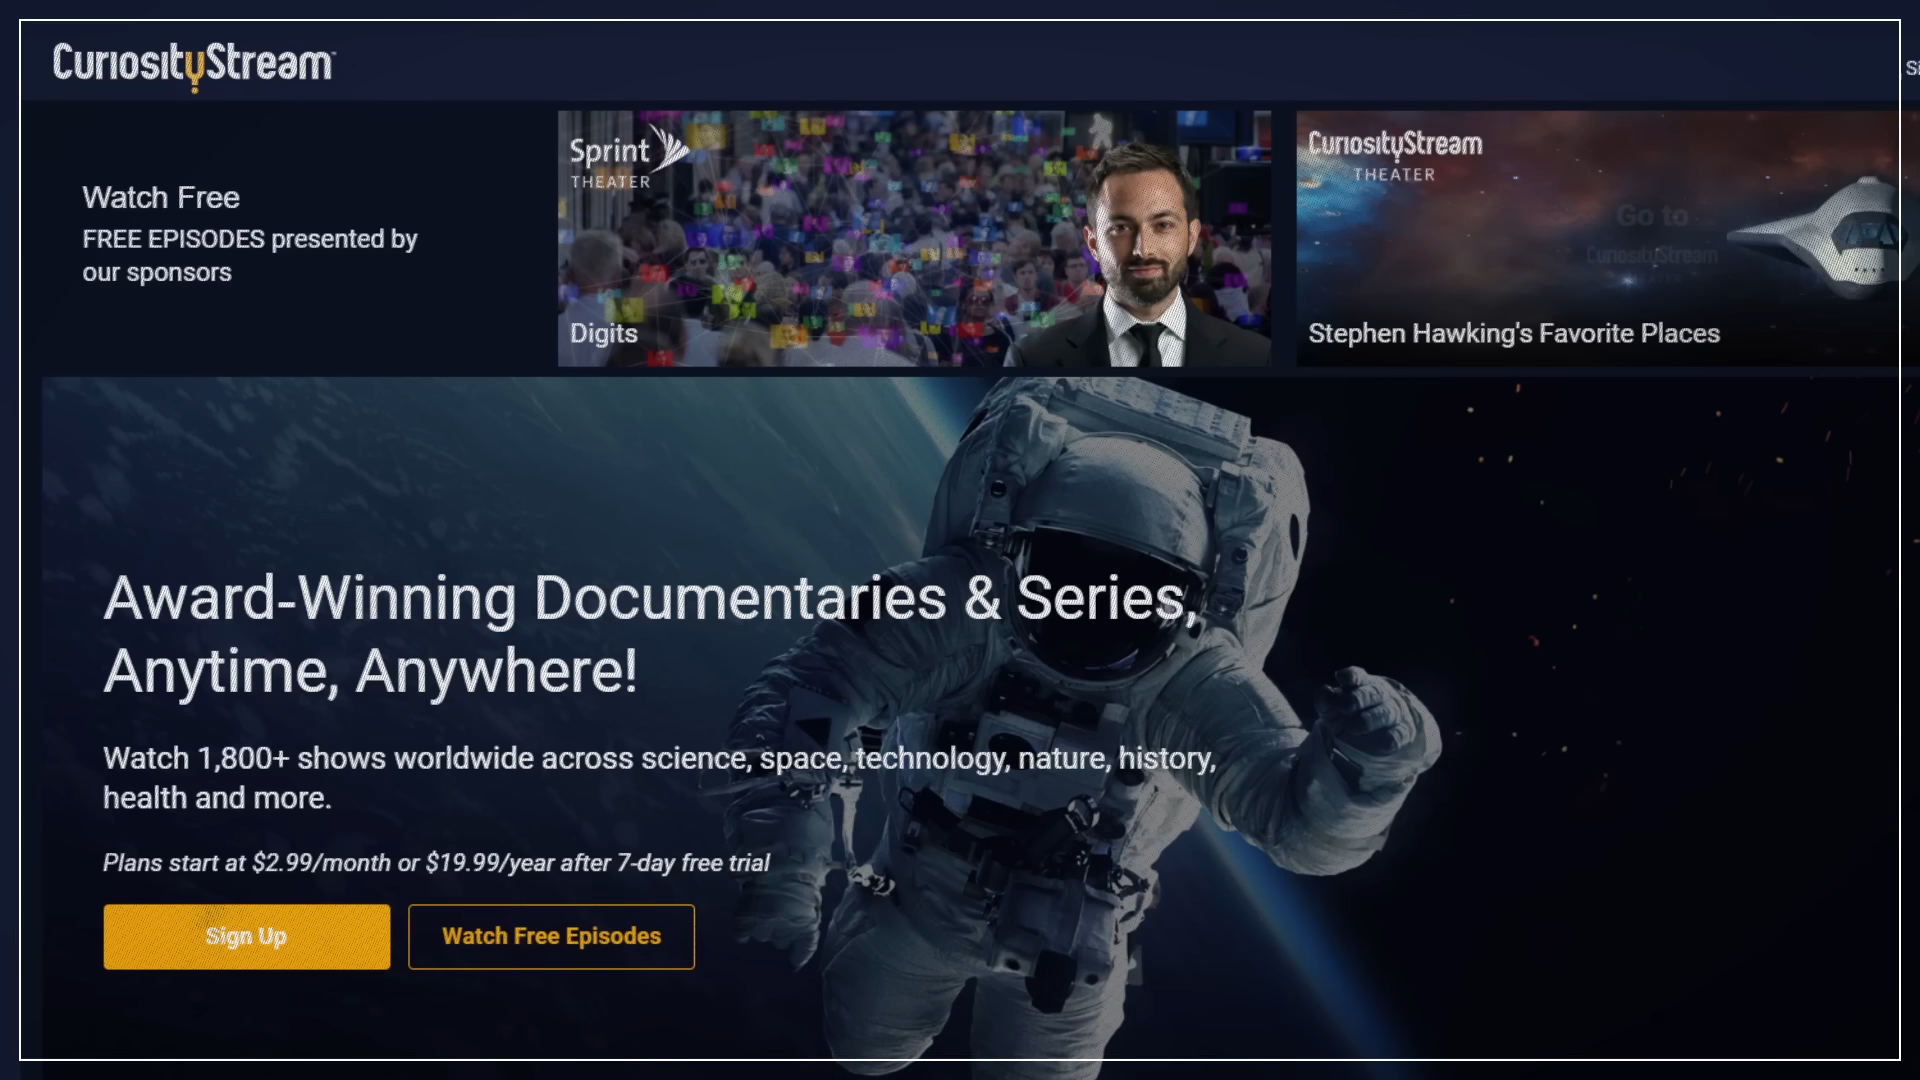 CuriosityStream
Watch Free
FREE EPISODES presented by
our sponsors
Sprint
THEATER
Digits
CuriosityStream
THEATER
Go to
CuriosityStream
Stephen Hawking's Favorite Places
Award-Winning Documentaries & Series,
Anytime, Anywhere!
Watch 1,800+ shows worldwide across science, space, technology, nature, history,
health and more.
Plans start at $2.99/month or $19.99/year after 7-day free trial
Sign Up
Watch Free Episodes